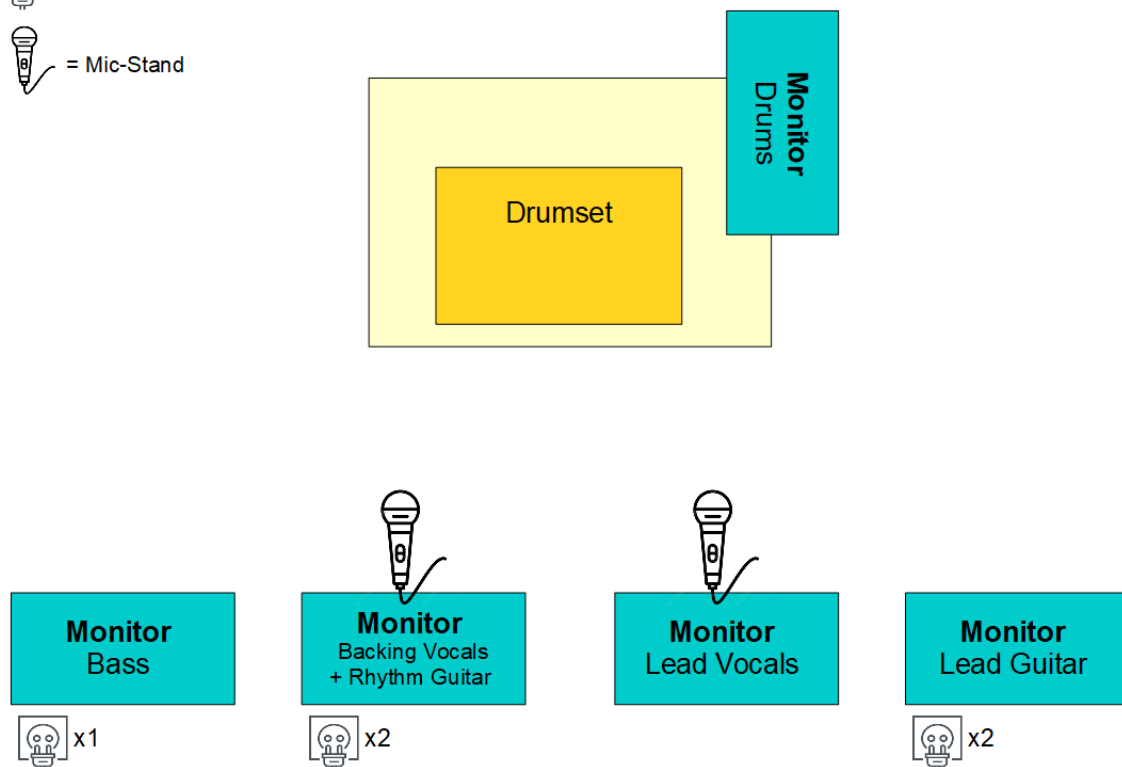 = Mic-Stand
Monitor
Drums
Drumset
Monitor
Bass
Monitor
Backing Vocals
+ Rhythm Guitar
Monitor
Lead Vocals
Monitor
Lead Guitar
x1
x2
x2